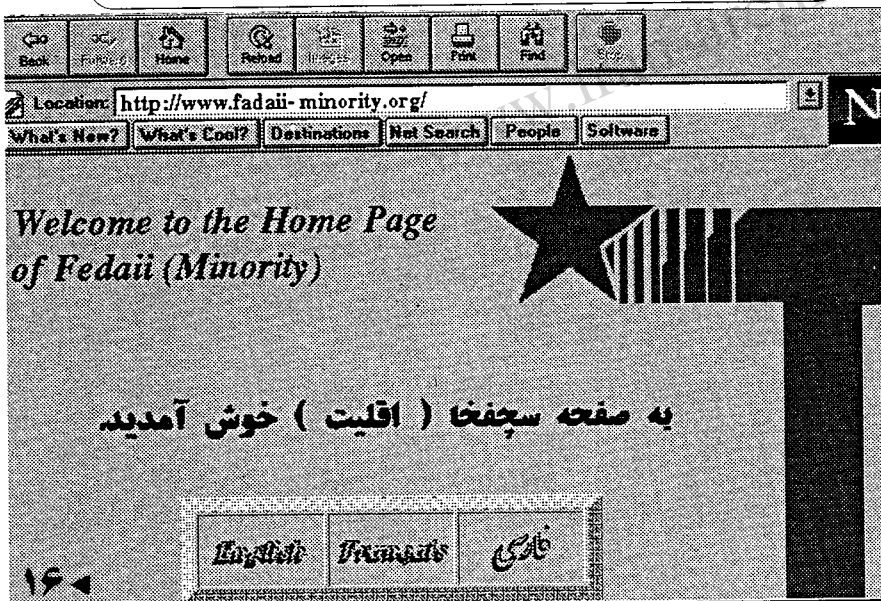 Back Forward Home Reload Images Open Print Find Stop
Location: http://www.fadaii-minority.org/
N
What's New? What's Cool? Destinations Net Search People Software
Welcome to the Home Page
of Fedaii (Minority)
به صفحه سچفخا ( اقلیت ) خوش آمدید.
English Français فارسی
۱۶